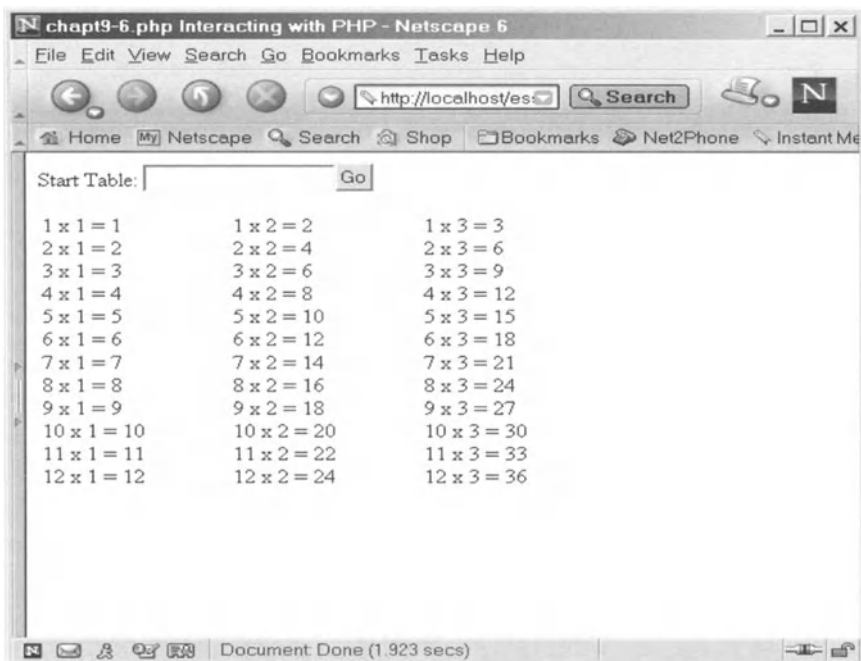 N chapt9-6.php Interacting with PHP - Netscape 6
File Edit View Search Go Bookmarks Tasks Help
http://localhost/es Search N
Home My Netscape Search Shop Bookmarks Net2Phone Instant Me
Start Table: Go
1 x 1 = 1 1 x 2 = 2 1 x 3 = 3
2 x 1 = 2 2 x 2 = 4 2 x 3 = 6
3 x 1 = 3 3 x 2 = 6 3 x 3 = 9
4 x 1 = 4 4 x 2 = 8 4 x 3 = 12
5 x 1 = 5 5 x 2 = 10 5 x 3 = 15
6 x 1 = 6 6 x 2 = 12 6 x 3 = 18
7 x 1 = 7 7 x 2 = 14 7 x 3 = 21
8 x 1 = 8 8 x 2 = 16 8 x 3 = 24
9 x 1 = 9 9 x 2 = 18 9 x 3 = 27
10 x 1 = 10 10 x 2 = 20 10 x 3 = 30
11 x 1 = 11 11 x 2 = 22 11 x 3 = 33
12 x 1 = 12 12 x 2 = 24 12 x 3 = 36
N Document: Done (1.923 secs)